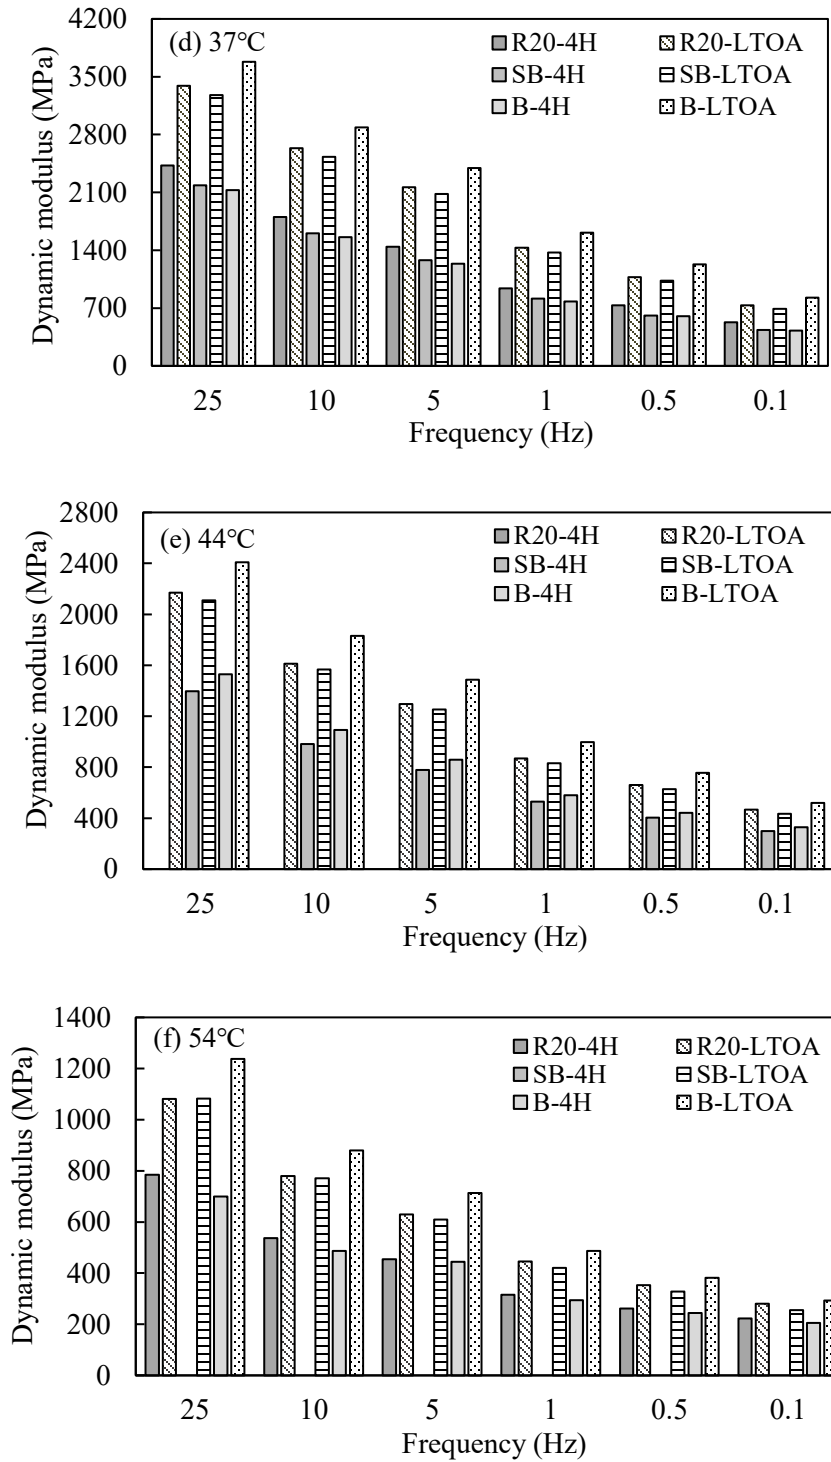 (d) 37℃
R20-4H R20-LTOA
SB-4H SB-LTOA
B-4H B-LTOA
Dynamic modulus (MPa)
4200
3500
2800
2100
1400
700
0
25 10 5 1 0.5 0.1
Frequency (Hz)
(e) 44℃
R20-4H R20-LTOA
SB-4H SB-LTOA
B-4H B-LTOA
Dynamic modulus (MPa)
2800
2400
2000
1600
1200
800
400
0
25 10 5 1 0.5 0.1
Frequency (Hz)
(f) 54℃
R20-4H R20-LTOA
SB-4H SB-LTOA
B-4H B-LTOA
Dynamic modulus (MPa)
1400
1200
1000
800
600
400
200
0
25 10 5 1 0.5 0.1
Frequency (Hz)